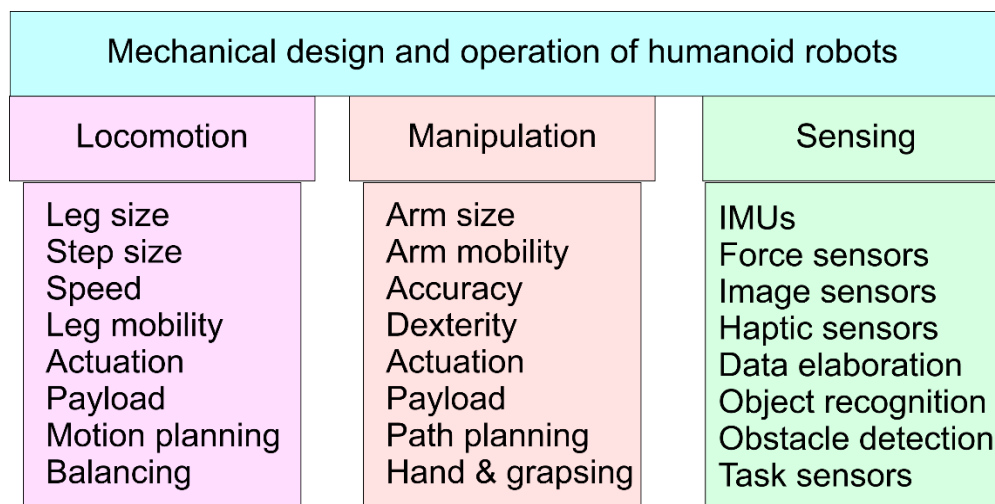 Mechanical design and operation of humanoid robots
Locomotion
Leg size
Step size
Speed
Leg mobility
Actuation
Payload
Motion planning
Balancing
Manipulation
Arm size
Arm mobility
Accuracy
Dexterity
Actuation
Payload
Path planning
Hand & grapsing
Sensing
IMUs
Force sensors
Image sensors
Haptic sensors
Data elaboration
Object recognition
Obstacle detection
Task sensors